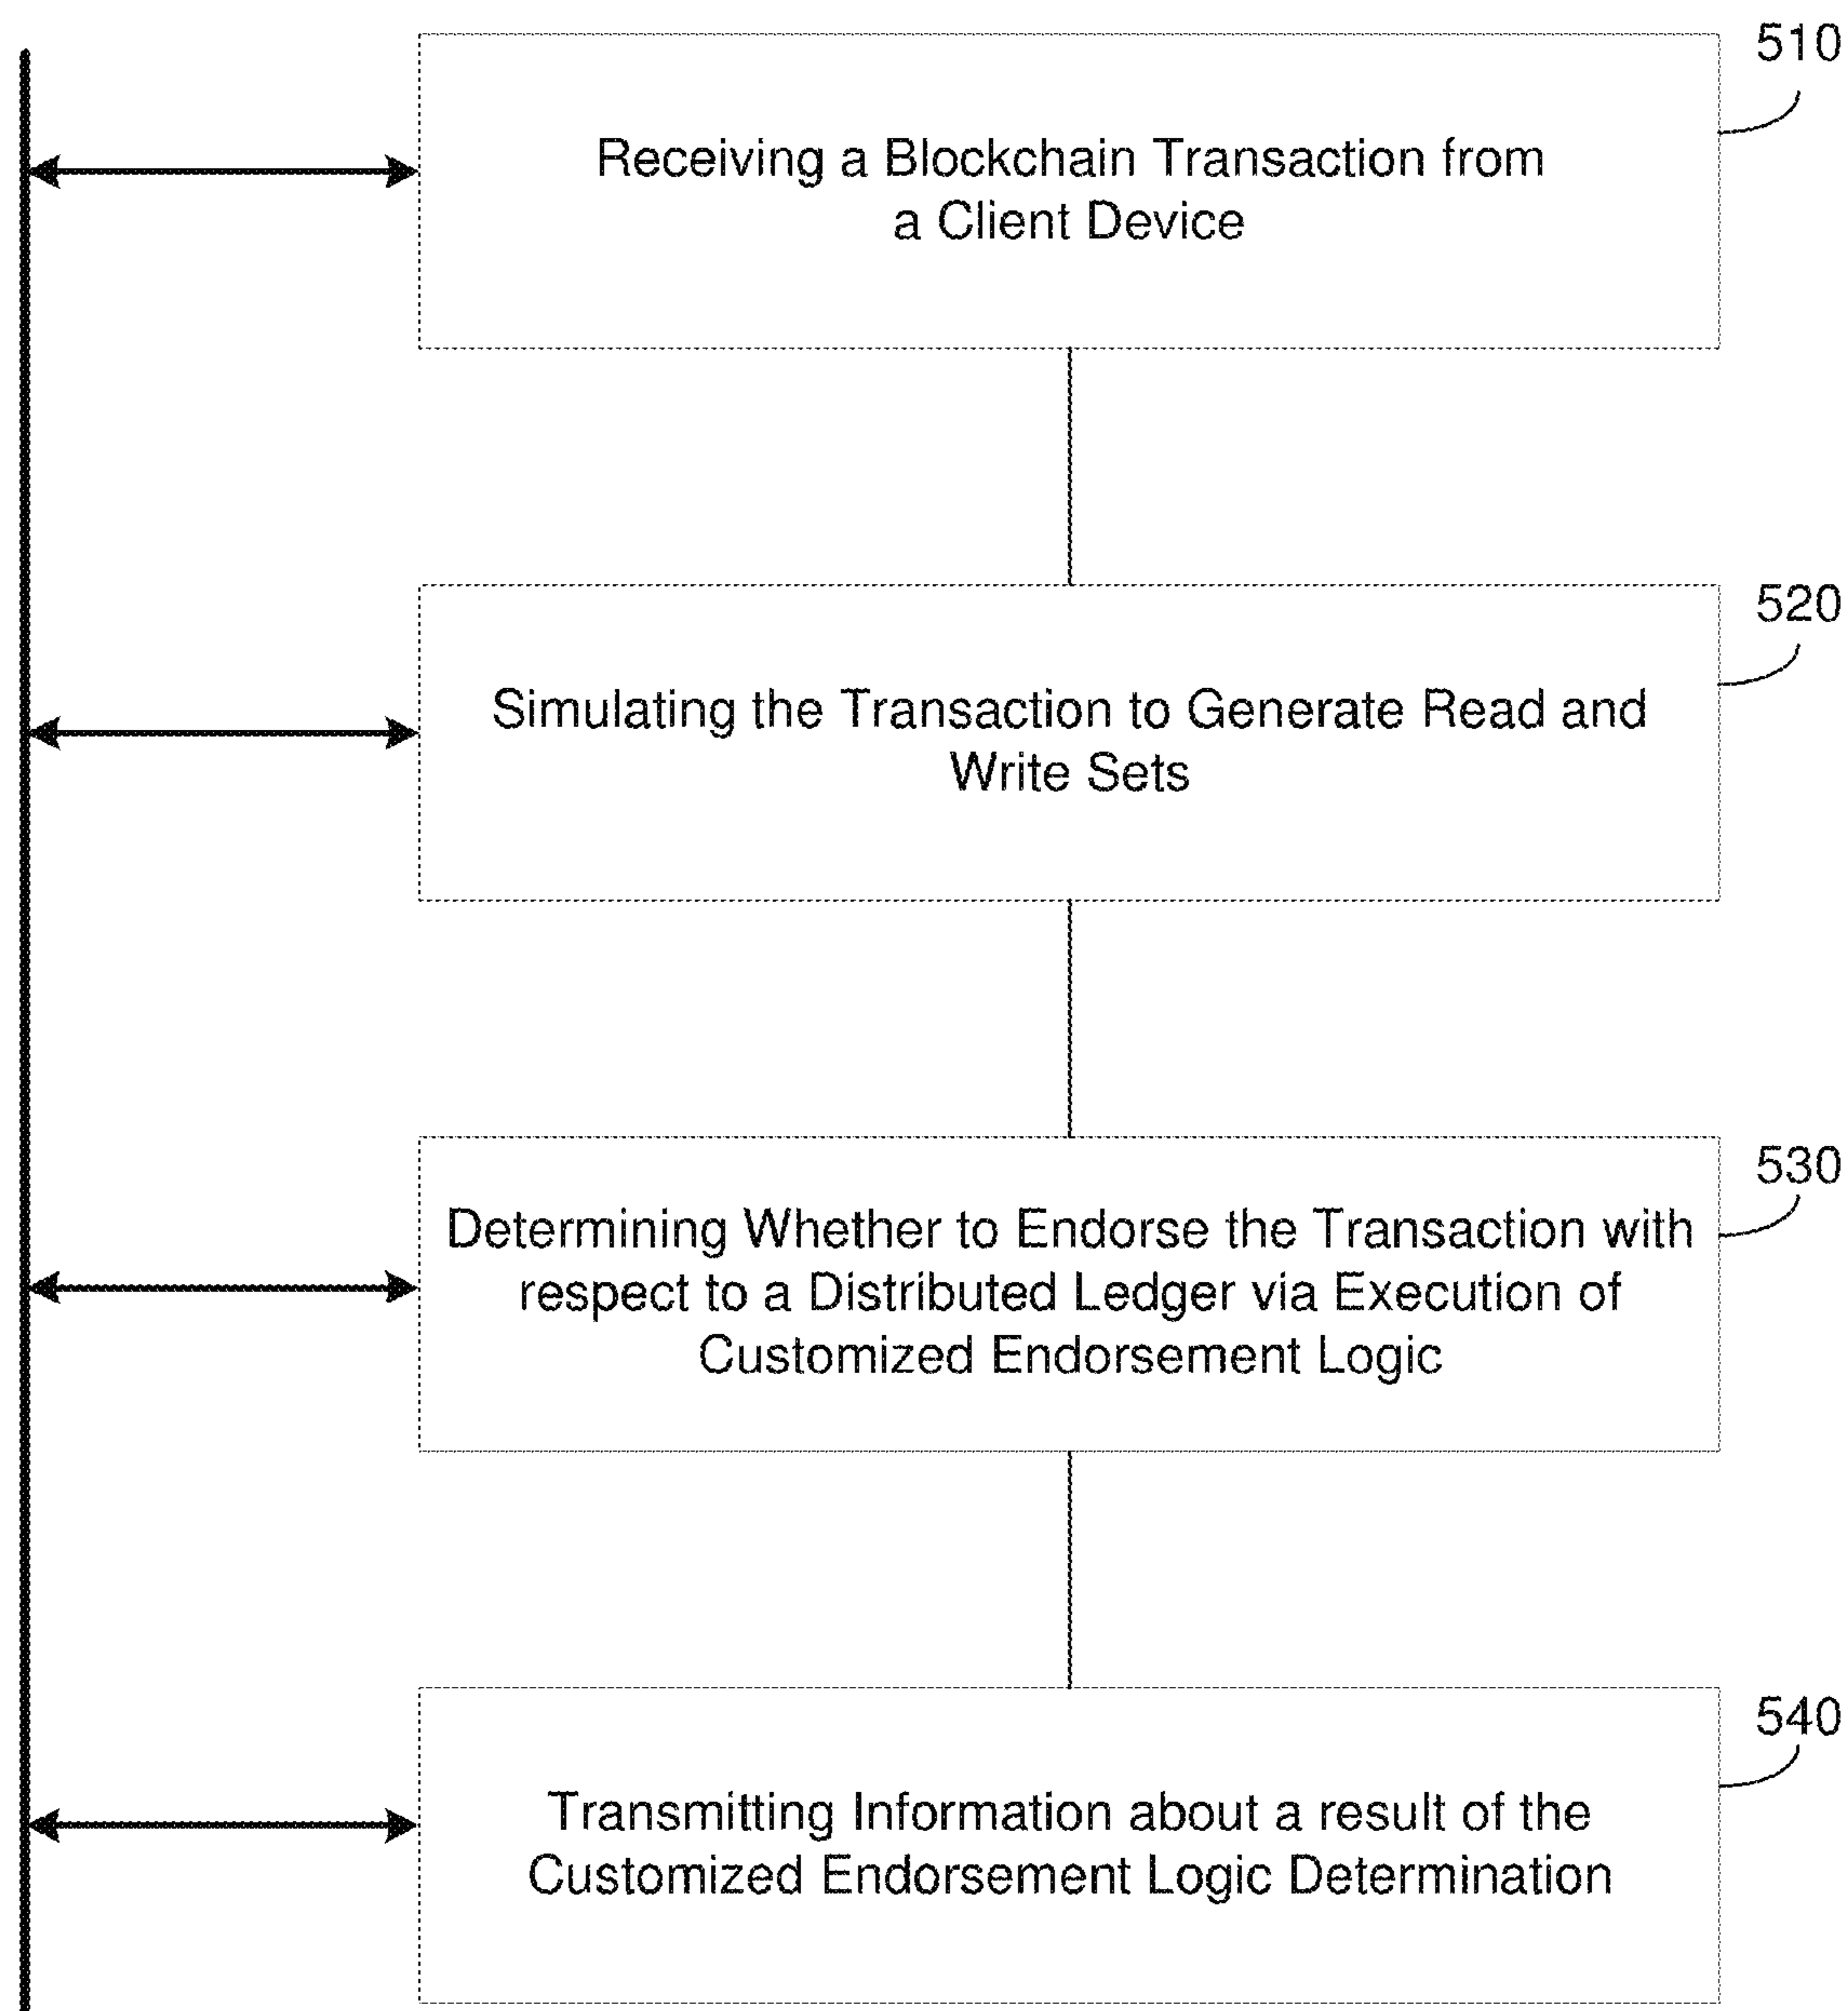 510
Receiving a Blockchain Transaction from
a Client Device
520
Simulating the Transaction to Generate Read and
Write Sets
530
Determining Whether to Endorse the Transaction with
respect to a Distributed Ledger via Execution of
Customized Endorsement Logic
540
Transmitting Information about a result of the
Customized Endorsement Logic Determination